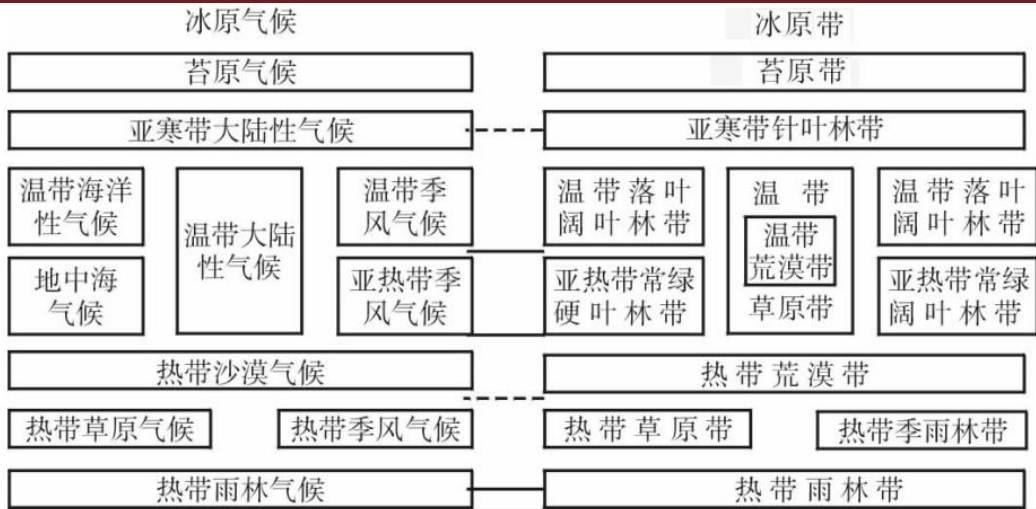 冰原气候
冰原带
苔原气候
苔原带
亚寒带大陆性气候
亚寒带针叶林带
温带海洋
性气候
温带大陆
性气候
温带季
风气候
地中海
气候
亚热带季
风气候
温带落叶
阔叶林带
温带
温带
荒漠带
草原带
温带落叶
阔叶林带
亚热带常绿
硬叶林带
亚热带常绿
阔叶林带
热带沙漠气候
热带荒漠带
热带草原气候
热带季风气候
热带草原带
热带季雨林带
热带雨林气候
热带雨林带